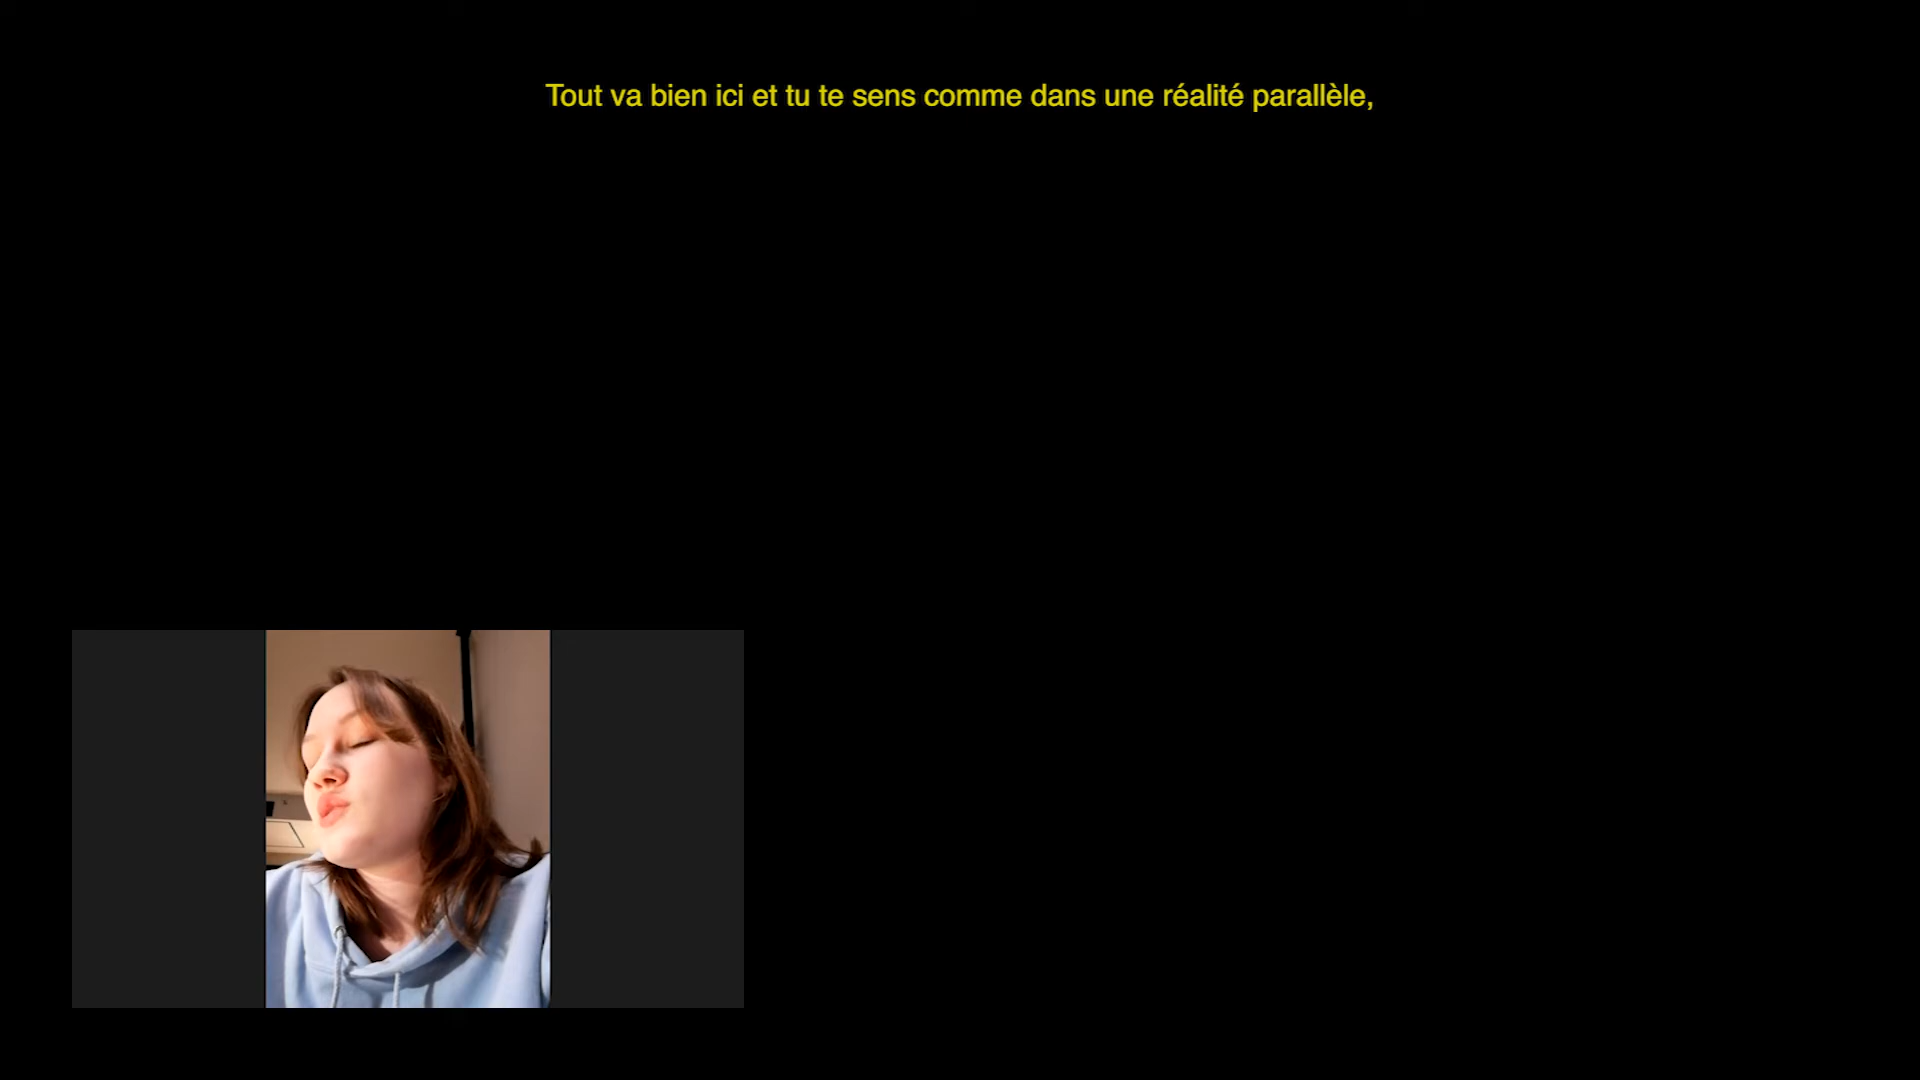 Tout va bien ici et tu te sens comme dans une réalité parallèle,